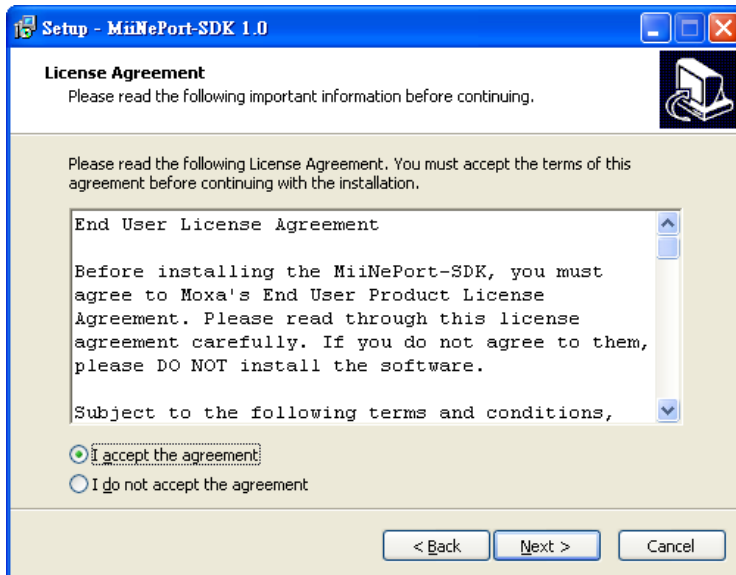 Setup - MiiNePort-SDK 1.0
License Agreement
Please read the following important information before continuing.
Please read the following License Agreement. You must accept the terms of this
agreement before continuing with the installation.
End User License Agreement
Before installing the MiiNePort-SDK, you must
agree to Moxa's End User Product License
Agreement. Please read through this license
agreement carefully. If you do not agree to them,
please DO NOT install the software.
Subject to the following terms and conditions,
I accept the agreement
I do not accept the agreement
< Back Next > Cancel